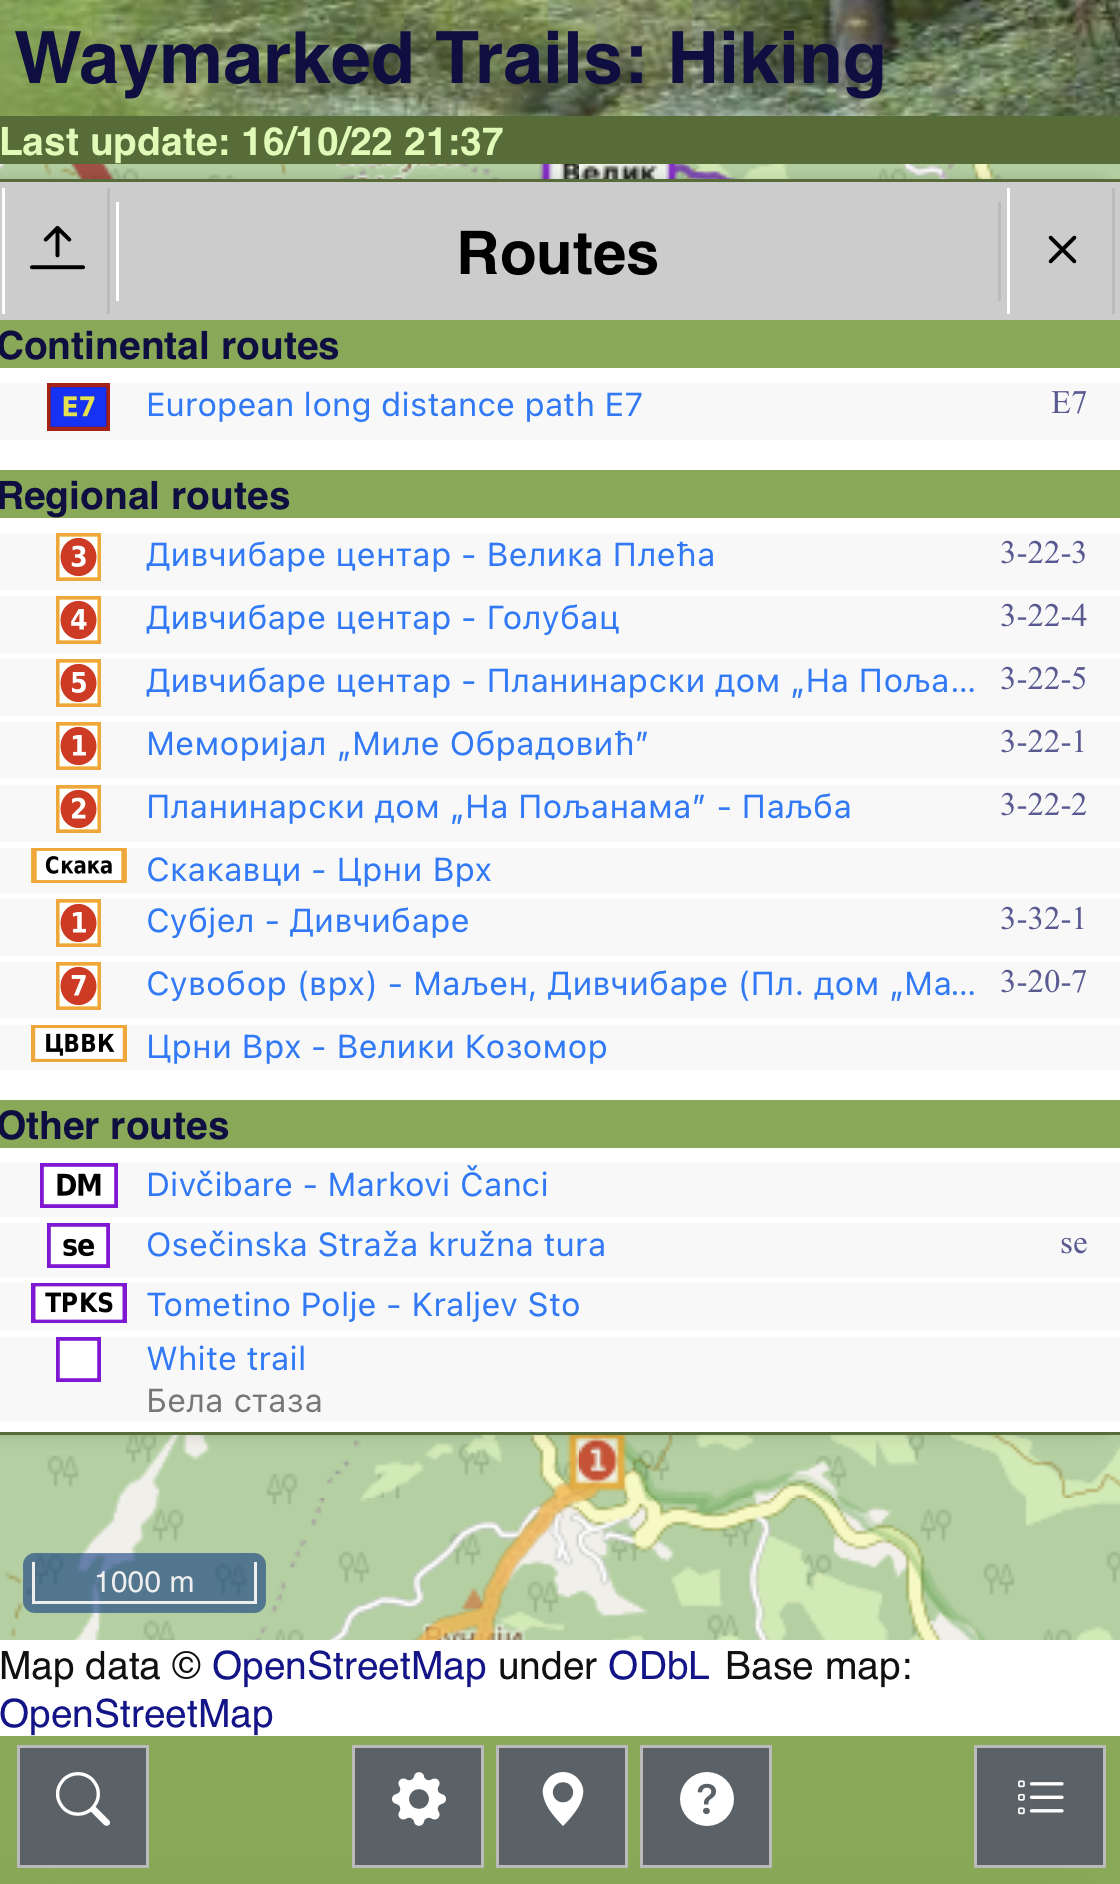 Waymarked Trails: Hiking
Last update: 16/10/22 21:37
Велик
Routes
Continental routes
E7 European long distance path E7 E7
Regional routes
3 Дивчибаре центар - Велика Плећа 3-22-3
4 Дивчибаре центар - Голубац 3-22-4
5 Дивчибаре центар - Планинарски дом „На Поља... 3-22-5
1 Меморијал „Миле Обрадовић” 3-22-1
2 Планинарски дом „На Пољанама” - Паљба 3-22-2
Скака Скакавци - Црни Врх
1 Субјел - Дивчибаре 3-32-1
7 Сувобор (врх) - Маљен, Дивчибаре (Пл. дом „Ма... 3-20-7
ЦВВК Црни Врх - Велики Козомор
Other routes
DM Divčibare - Markovi Čanci
se Osečinska Straža kružna tura se
TPKS Tometino Polje - Kraljev Sto
White trail
Бела стаза
1
1000 m
Map data © OpenStreetMap under ODbL Base map:
OpenStreetMap